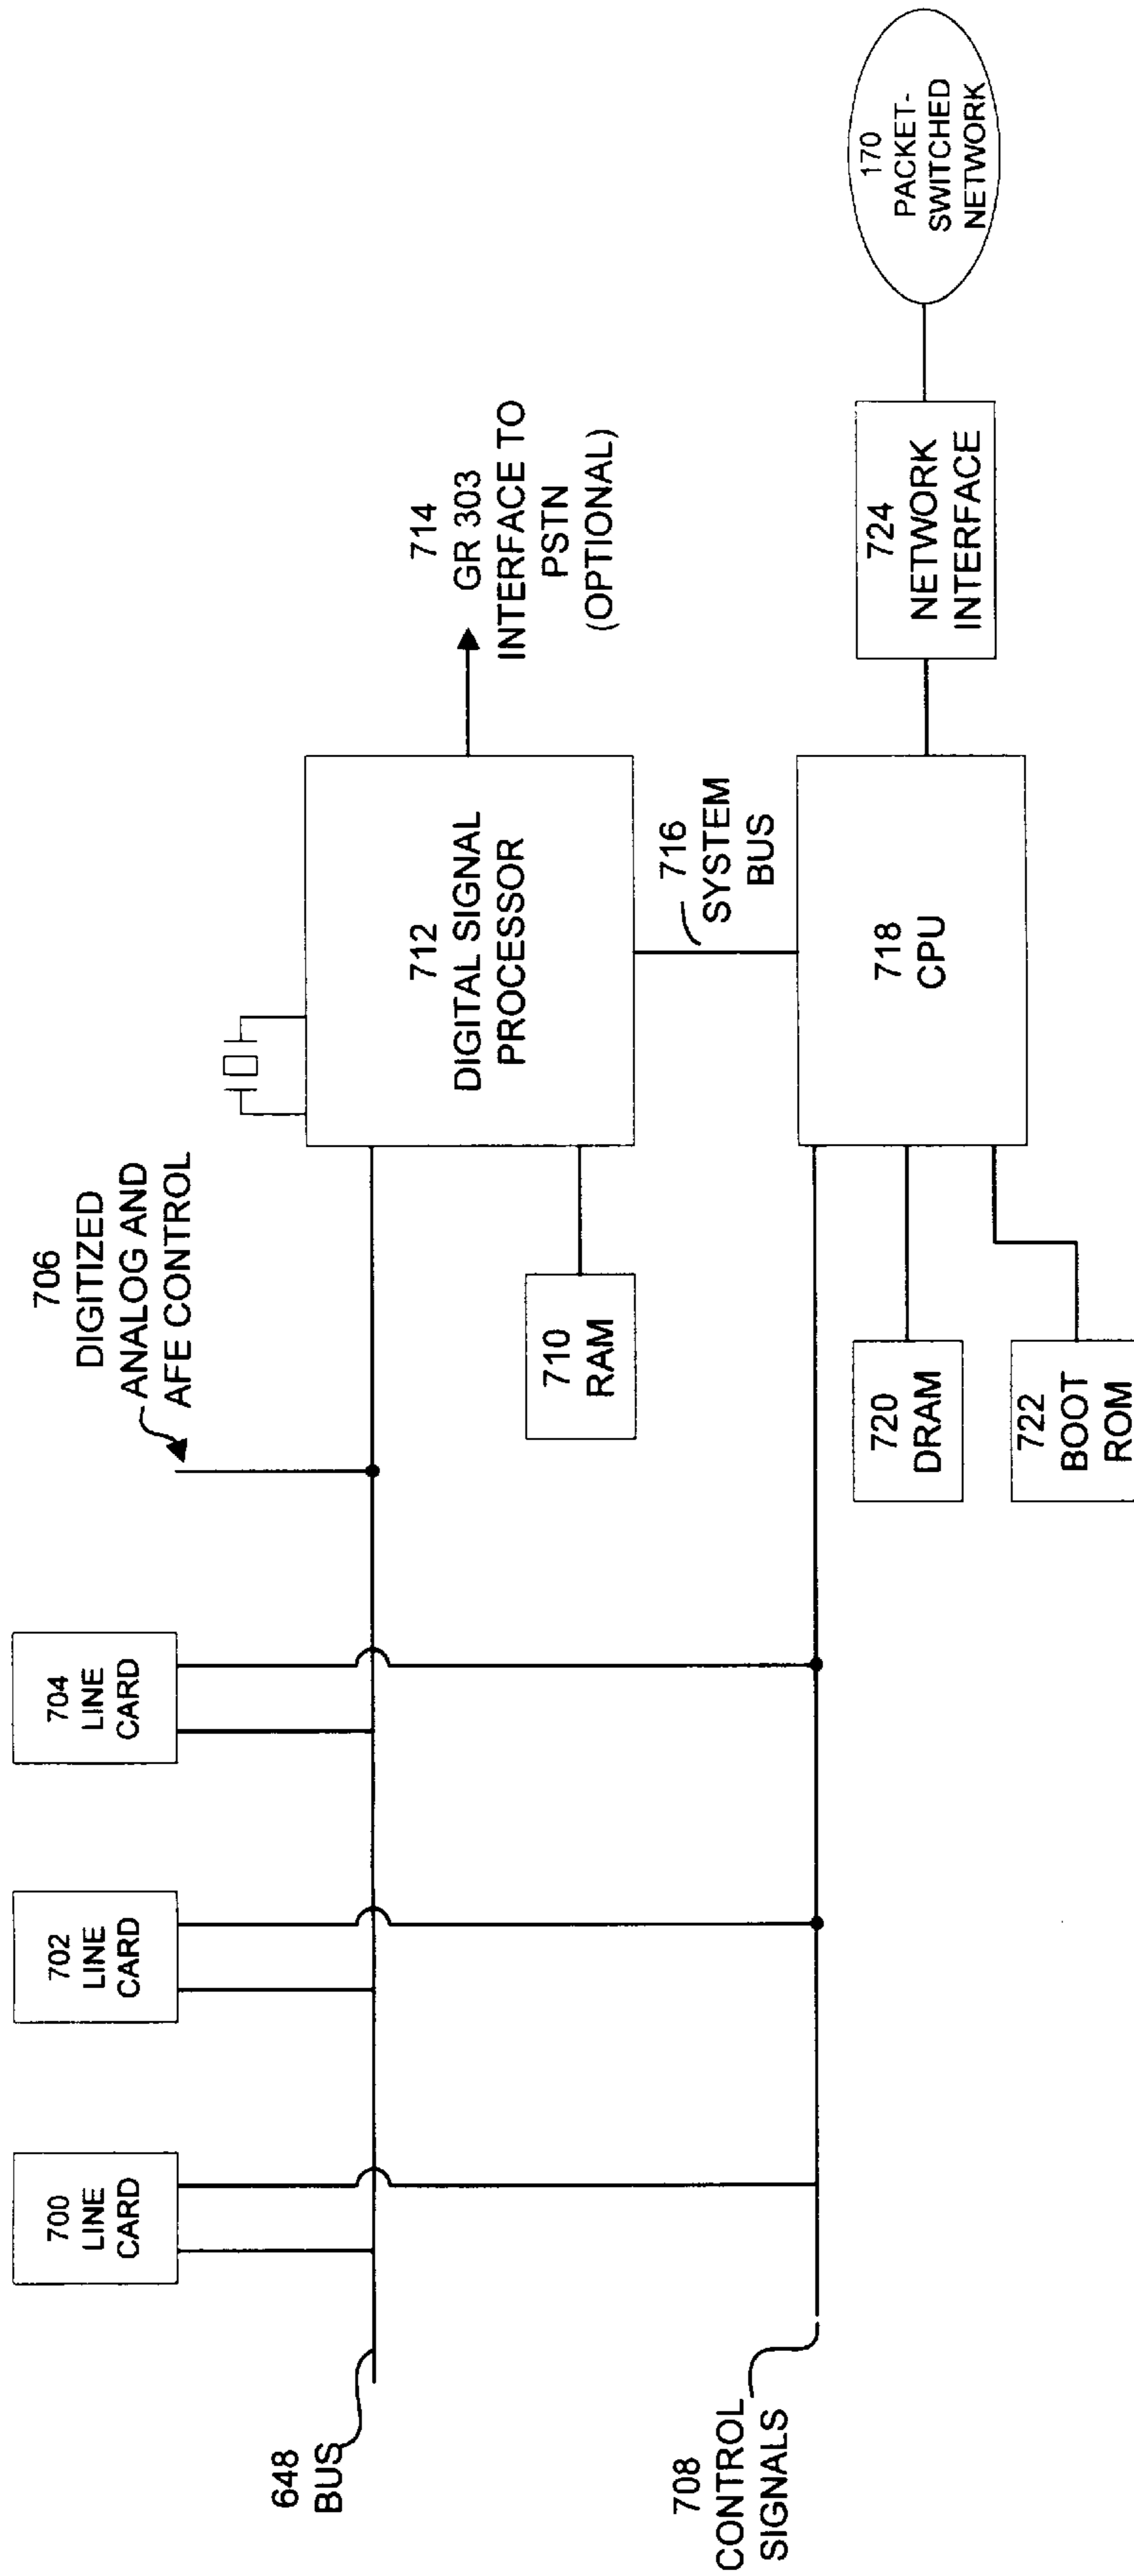 700
LINE
CARD
702
LINE
CARD
704
LINE
CARD
706
DIGITIZED
ANALOG AND
AFE CONTROL
648
BUS
712
DIGITAL SIGNAL
PROCESSOR
714
GR 303
INTERFACE TO
PSTN
(OPTIONAL)
710
RAM
716
SYSTEM
BUS
708
CONTROL
SIGNALS
718
CPU
720
DRAM
722
BOOT
ROM
724
NETWORK
INTERFACE
170
PACKET-
SWITCHED
NETWORK